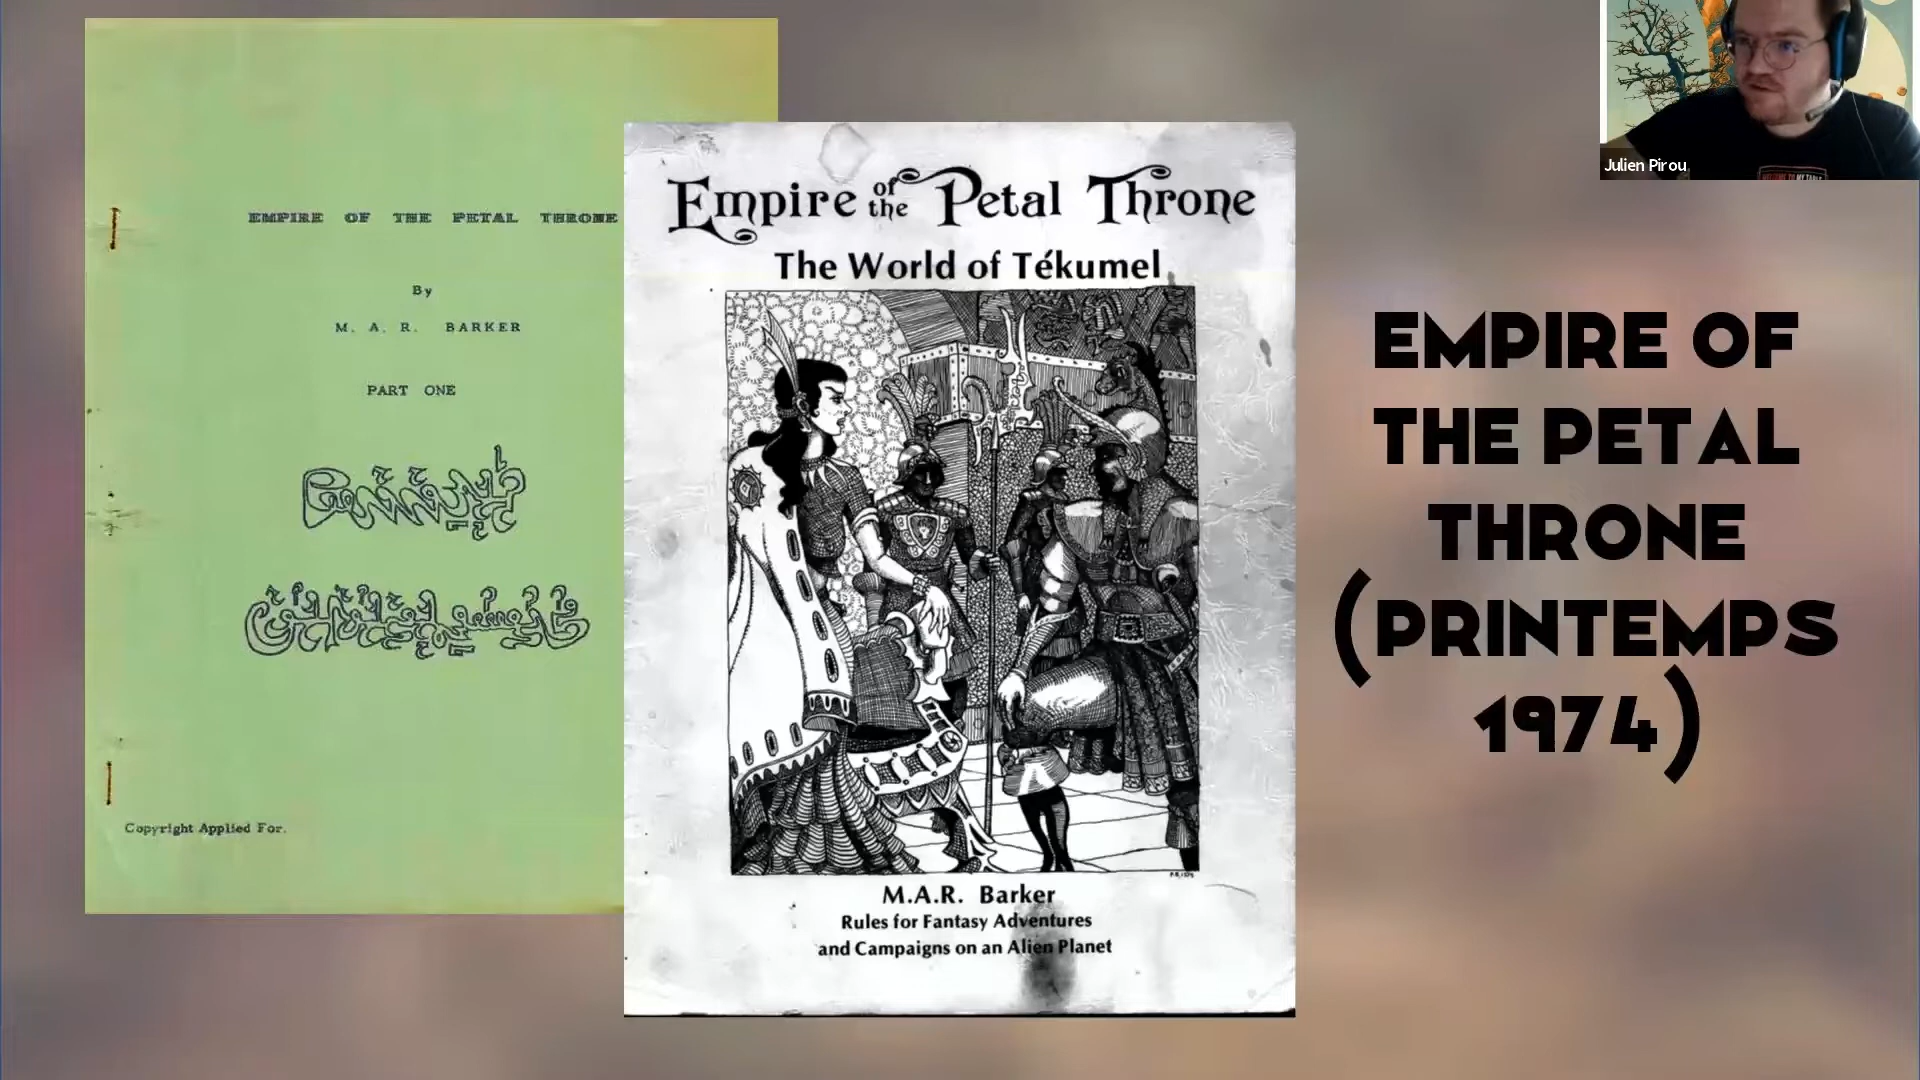 EMPIRE OF THE PETAL THRONE
By
M. A. R. BARKER
PART ONE
Copyright Applied For.
Empire of the Petal Throne
The World of Tékumel
M.A.R. Barker
Rules for Fantasy Adventures
and Campaigns on an Alien Planet
EMPIRE OF
THE PETAL
THRONE
(PRINTEMPS
1974)
Julien Pirou